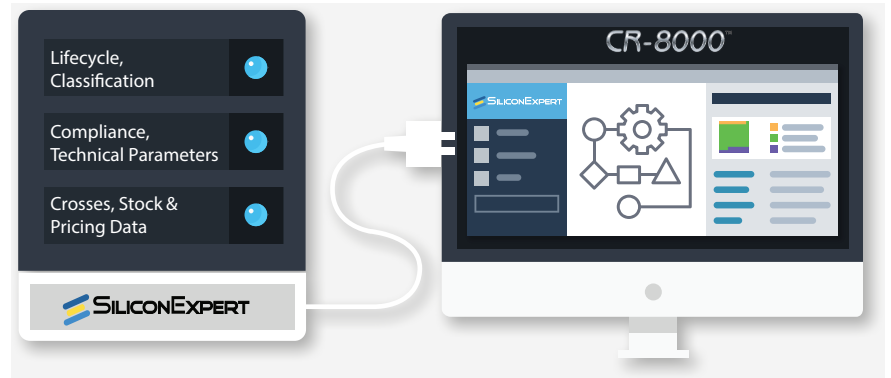 Lifecycle,
Classification
Compliance,
Technical Parameters
Crosses, Stock &
Pricing Data
SILICONEXPERT
CR-8000™
SILICONEXPERT